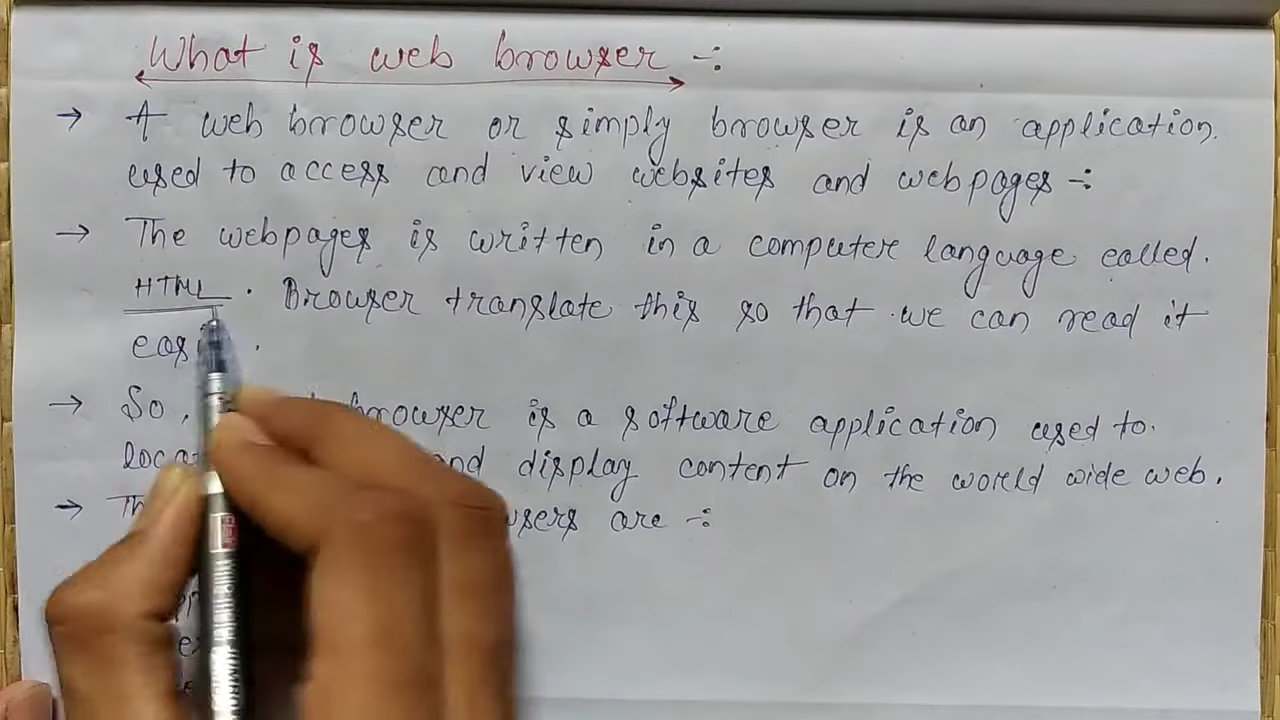 What is web browser :-
→ A web browser or simply browser is an application.
used to access and view websites and webpages :-
→ The webpages is written in a computer language called.
HTML . Browser translate this so that we can read it
→ So, browser is a software application used to.
and display content on the world wide web.
→ are :-